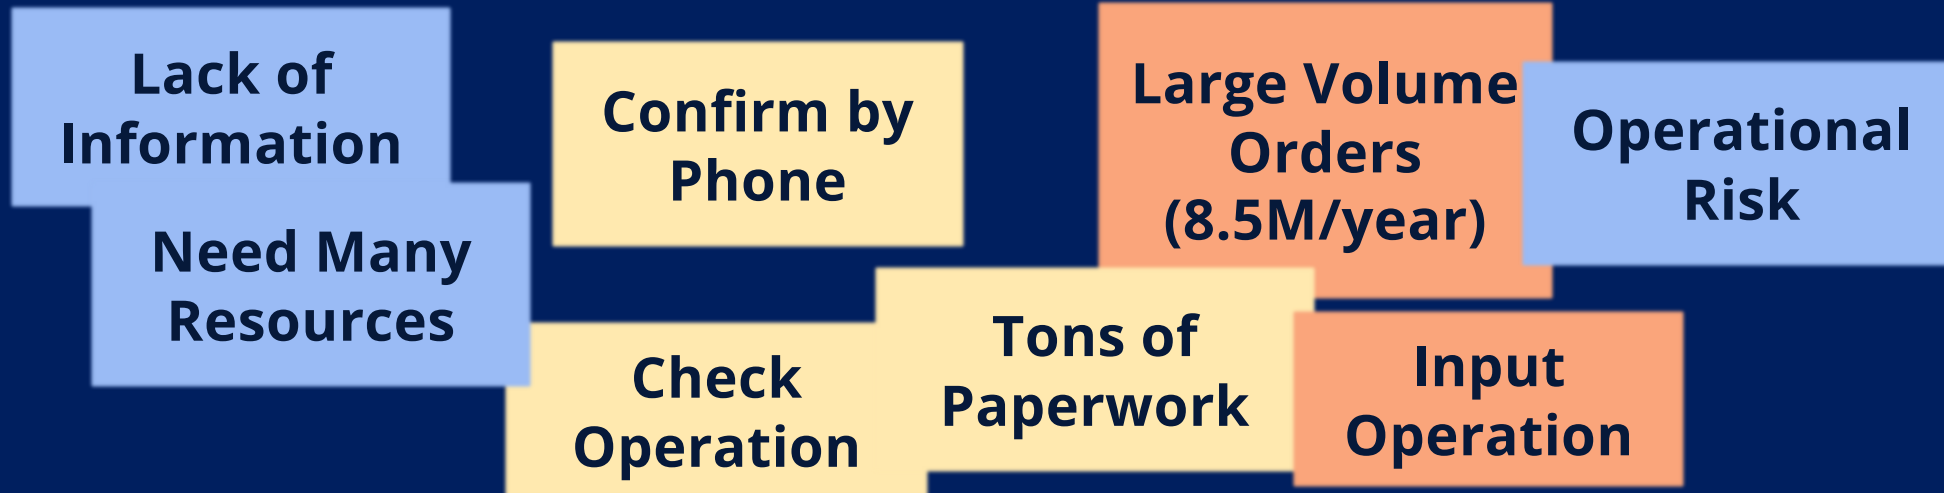 Lack of
Information
Need Many
Resources
Confirm by
Phone
Check
Operation
Tons of
Paperwork
Large Volume
Orders
(8.5M/year)
Input
Operation
Operational
Risk